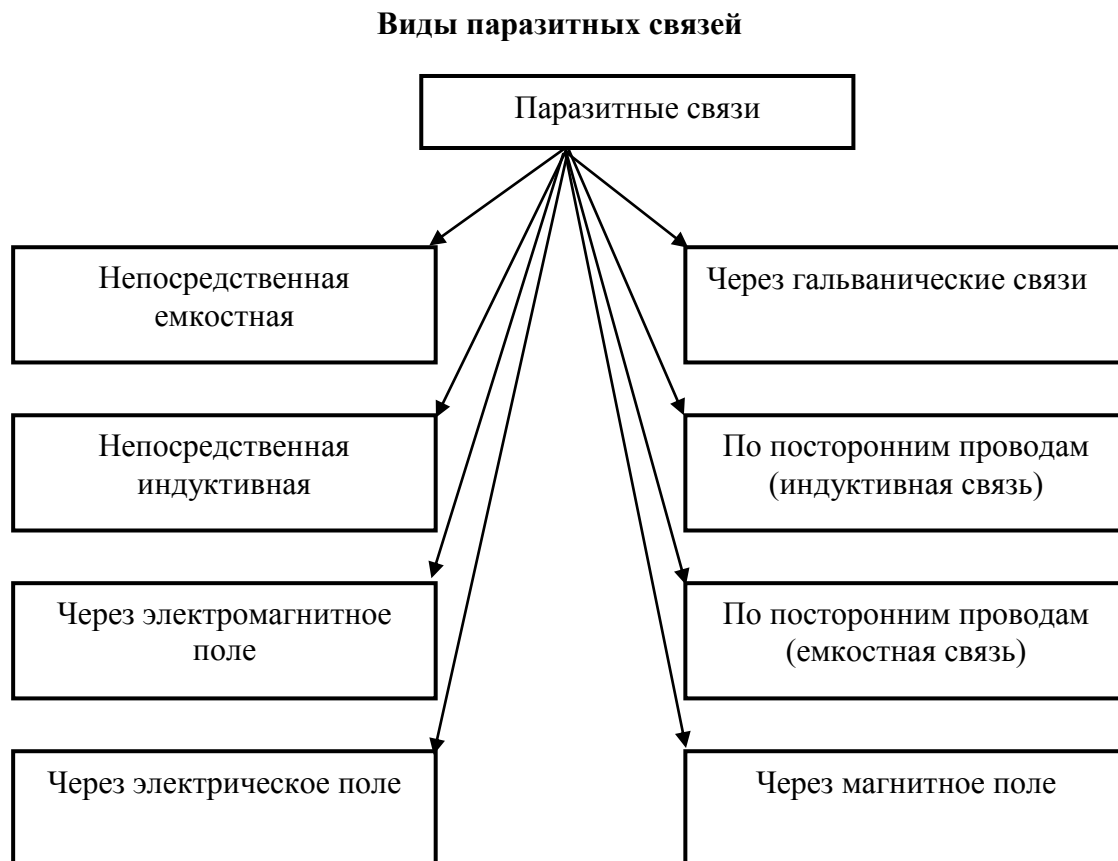 Виды паразитных связей
Паразитные связи
Непосредственная
емкостная
Через гальванические связи
Непосредственная
индуктивная
По посторонним проводам
(индуктивная связь)
Через электромагнитное
поле
По посторонним проводам
(емкостная связь)
Через электрическое поле
Через магнитное поле